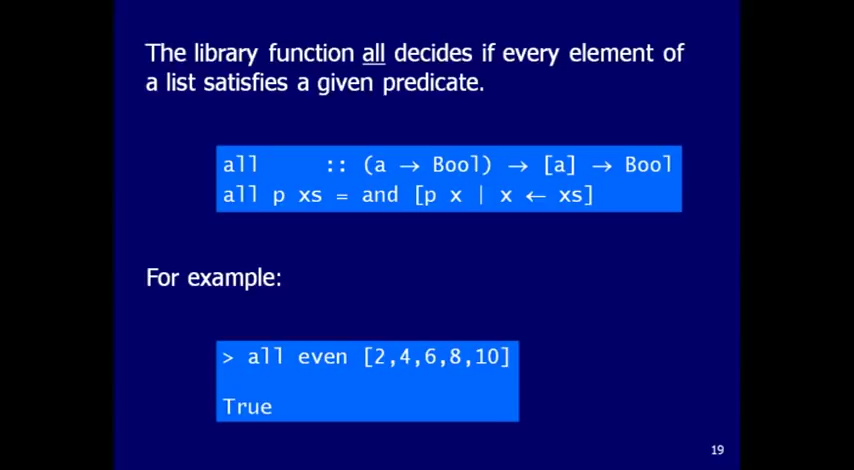 The library function all decides if every element of
a list satisfies a given predicate.
all :: (a → Bool) → [a] → Bool
all p xs = and [p x | x ← xs]
For example:
> all even [2,4,6,8,10]
True
19